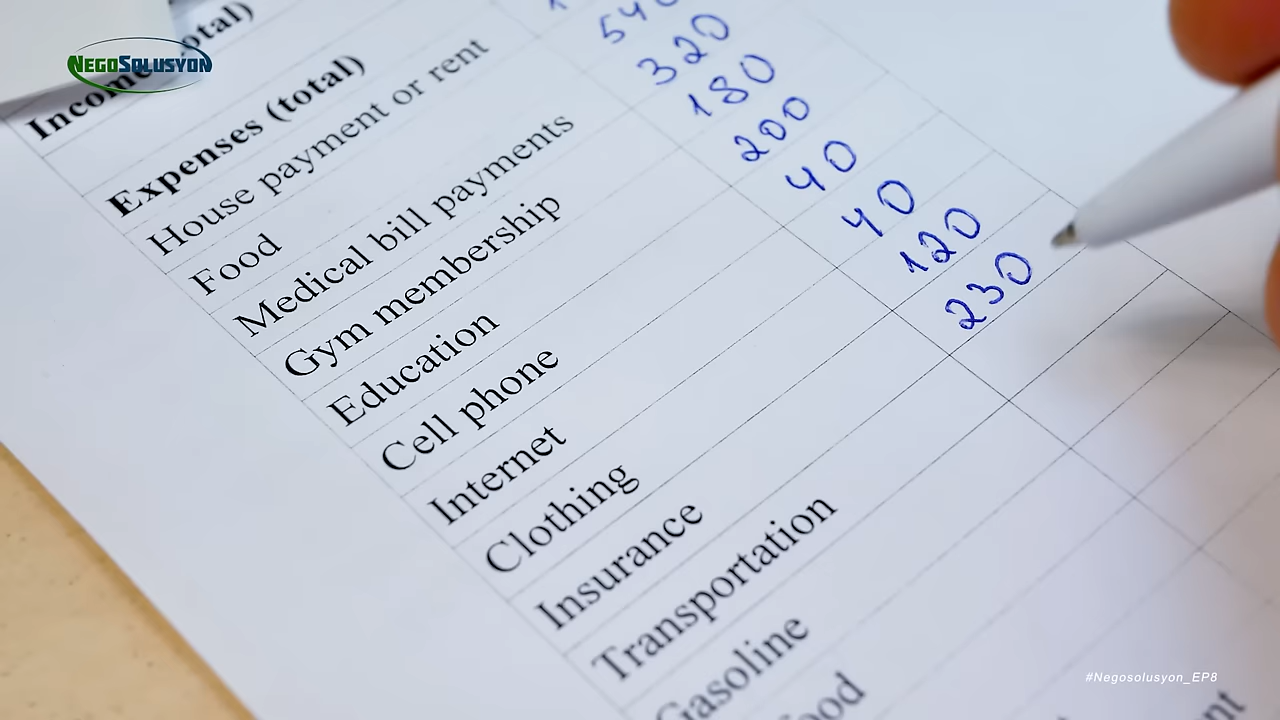 NEGOSOLUSYON
Income
Expenses (total)
House payment or rent
Food 540
Medical bill payments 320
Gym membership 180
Education 200
Cell phone 40
Internet 40
Clothing 120
Insurance 230
Transportation
Gasoline
#Negosolusyon_EP8